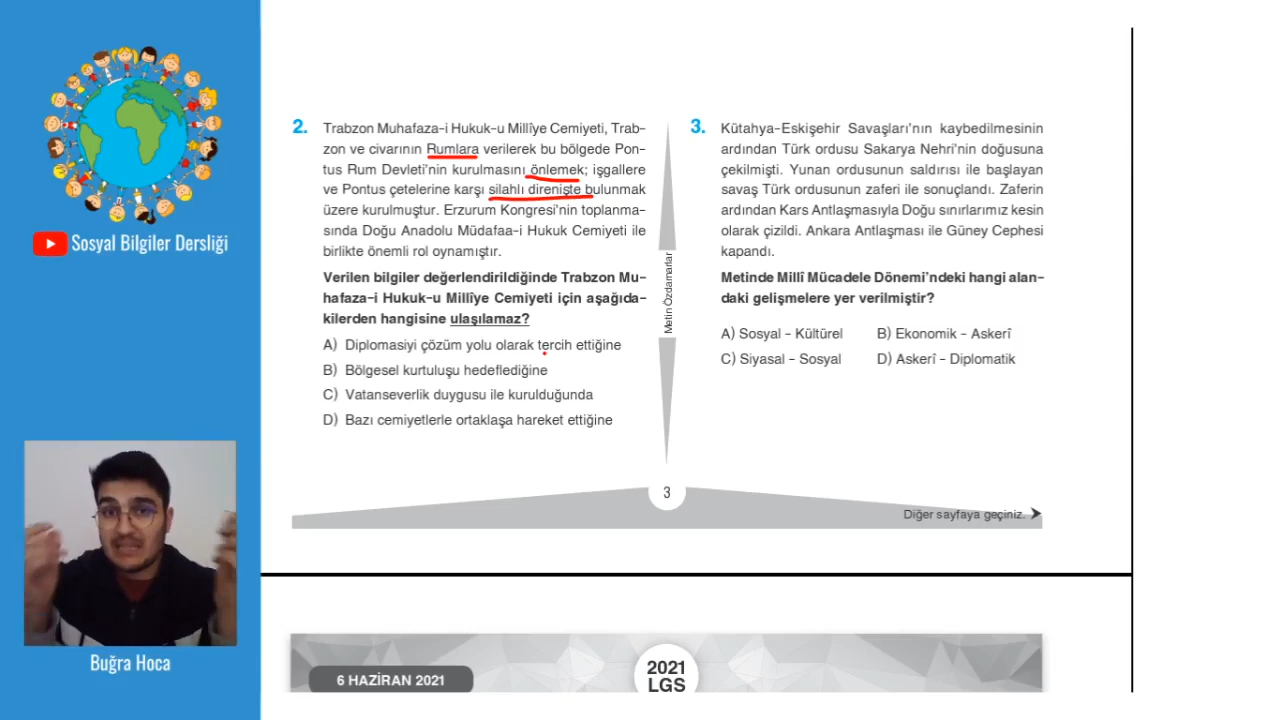 Sosyal Bilgiler Dersliği
Buğra Hoca
2. Trabzon Muhafaza-i Hukuk-u Millîye Cemiyeti, Trab-
zon ve civarının Rumlara verilerek bu bölgede Pon-
tus Rum Devleti'nin kurulmasını önlemek; işgallere
ve Pontus çetelerine karşı silahlı direnişte bulunmak
üzere kurulmuştur. Erzurum Kongresi'nin toplanma-
sında Doğu Anadolu Müdafaa-i Hukuk Cemiyeti ile
birlikte önemli rol oynamıştır.
Verilen bilgiler değerlendirildiğinde Trabzon Mu-
hafaza-i Hukuk-u Millîye Cemiyeti için aşağıda-
kilerden hangisine ulaşılamaz?
A) Diplomasiyi çözüm yolu olarak tercih ettiğine
B) Bölgesel kurtuluşu hedeflediğine
C) Vatanseverlik duygusu ile kurulduğunda
D) Bazı cemiyetlerle ortaklaşa hareket ettiğine
Metin Özdamarlar
3. Kütahya-Eskişehir Savaşları'nın kaybedilmesinin
ardından Türk ordusu Sakarya Nehri'nin doğusuna
çekilmişti. Yunan ordusunun saldırısı ile başlayan
savaş Türk ordusunun zaferi ile sonuçlandı. Zaferin
ardından Kars Antlaşmasıyla Doğu sınırlarımız kesin
olarak çizildi. Ankara Antlaşması ile Güney Cephesi
kapandı.
Metinde Millî Mücadele Dönemi'ndeki hangi alan-
daki gelişmelere yer verilmiştir?
A) Sosyal - Kültürel B) Ekonomik - Askerî
C) Siyasal - Sosyal D) Askerî - Diplomatik
3
Diğer sayfaya geçiniz.
6 HAZİRAN 2021
2021
LGS